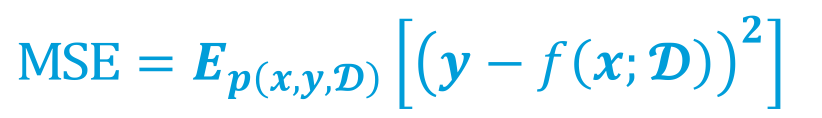 MSE = E_{p(x,y,𝒟)} [(y − f(x; 𝒟))^2]